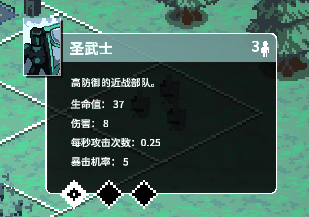 圣武士 3
高防御的近战部队。
生命值： 37
伤害： 8
每秒攻击次数：0.25
暴击机率： 5